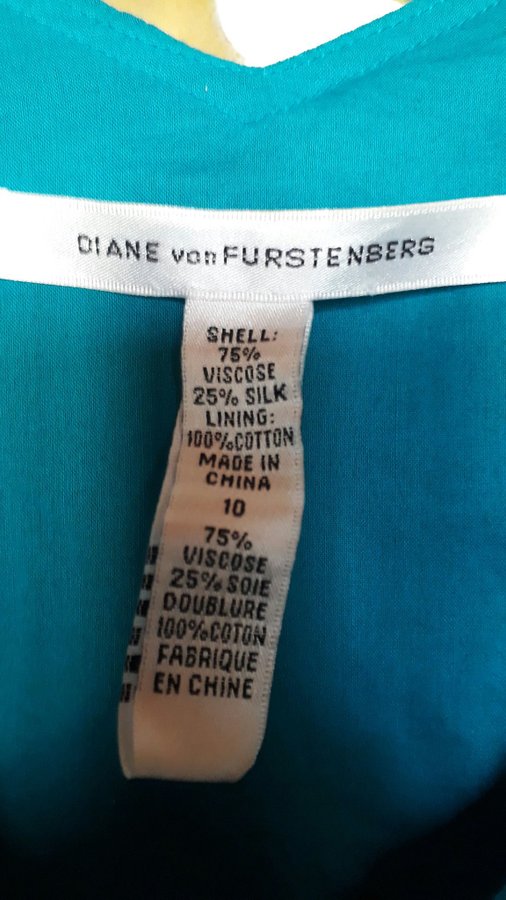 DIANE von FURSTENBERG
SHELL:
75%
VISCOSE
25% SILK
LINING:
100%COTTON
MADE IN
CHINA
10
75%
VISCOSE
25% SOIE
DOUBLURE
100%COTON
FABRIQUE
EN CHINE